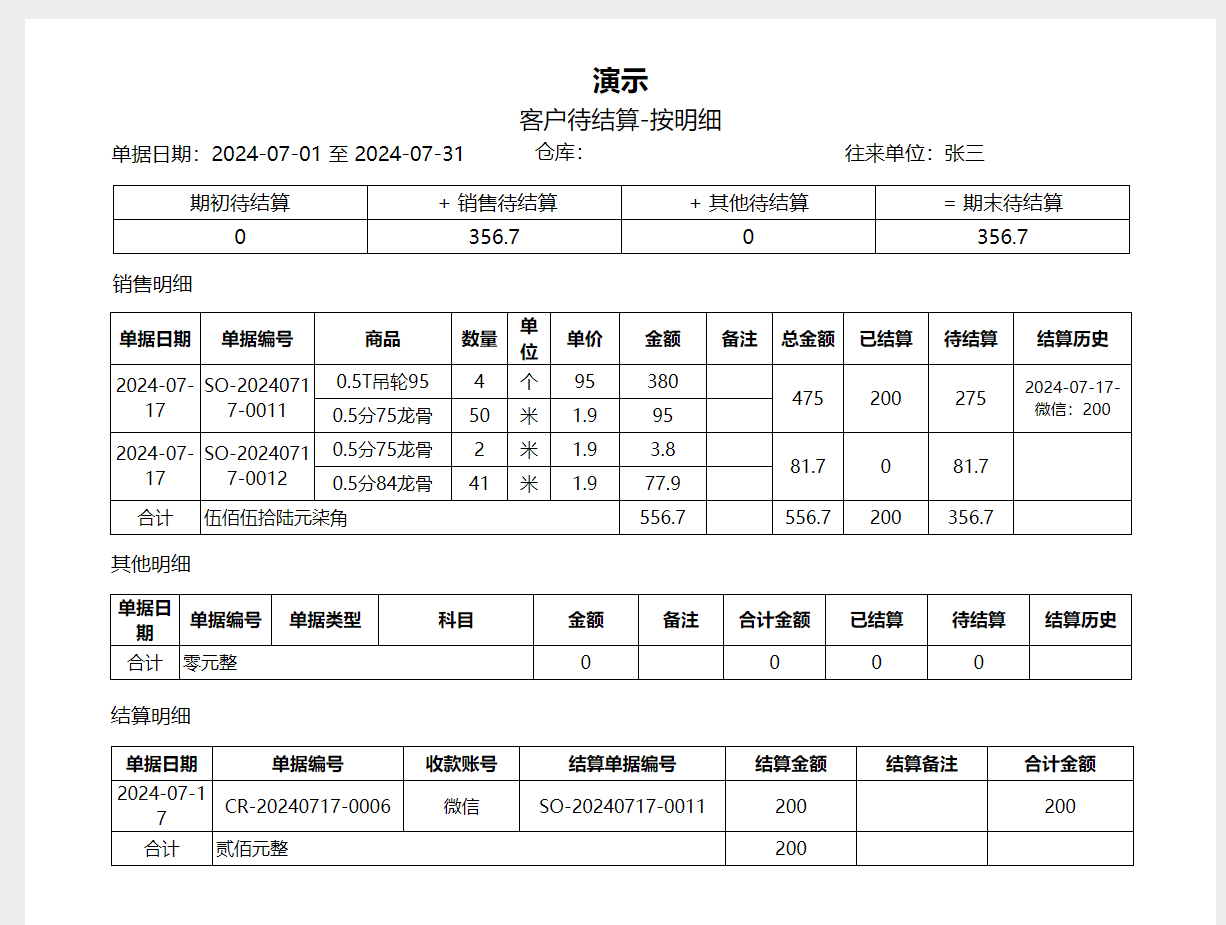 演示
客户待结算-按明细
单据日期：2024-07-01 至 2024-07-31 仓库： 往来单位：张三
期初待结算 + 销售待结算 + 其他待结算 = 期末待结算
0 356.7 0 356.7
销售明细
单据日期 单据编号 商品 数量 单位 单价 金额 备注 总金额 已结算 待结算 结算历史
2024-07-17 SO-20240717-0011 0.5T吊轮95 4 个 95 380 475 200 275 2024-07-17-微信：200
0.5分75龙骨 50 米 1.9 95
2024-07-17 SO-20240717-0012 0.5分75龙骨 2 米 1.9 3.8 81.7 0 81.7
0.5分84龙骨 41 米 1.9 77.9
合计 伍佰伍拾陆元柒角 556.7 556.7 200 356.7
其他明细
单据日期 单据编号 单据类型 科目 金额 备注 合计金额 已结算 待结算 结算历史
合计 零元整 0 0 0 0
结算明细
单据日期 单据编号 收款账号 结算单据编号 结算金额 结算备注 合计金额
2024-07-17 CR-20240717-0006 微信 SO-20240717-0011 200 200
合计 贰佰元整 200